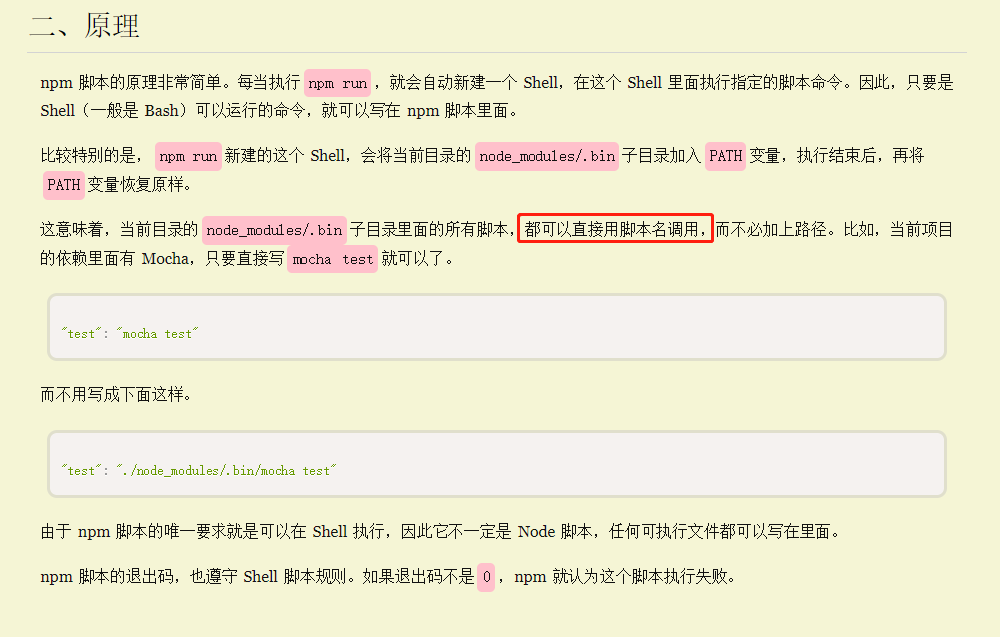 二、原理
npm 脚本的原理非常简单。每当执行 npm run ，就会自动新建一个 Shell，在这个 Shell 里面执行指定的脚本命令。因此，只要是
Shell（一般是 Bash）可以运行的命令，就可以写在 npm 脚本里面。
比较特别的是， npm run 新建的这个 Shell，会将当前目录的 node_modules/.bin 子目录加入 PATH 变量，执行结束后，再将
PATH 变量恢复原样。
这意味着，当前目录的 node_modules/.bin 子目录里面的所有脚本，都可以直接用脚本名调用，而不必加上路径。比如，当前项目
的依赖里面有 Mocha，只要直接写 mocha test 就可以了。
"test": "mocha test"
而不用写成下面这样。
"test": "./node_modules/.bin/mocha test"
由于 npm 脚本的唯一要求就是可以在 Shell 执行，因此它不一定是 Node 脚本，任何可执行文件都可以写在里面。
npm 脚本的退出码，也遵守 Shell 脚本规则。如果退出码不是 0 ，npm 就认为这个脚本执行失败。